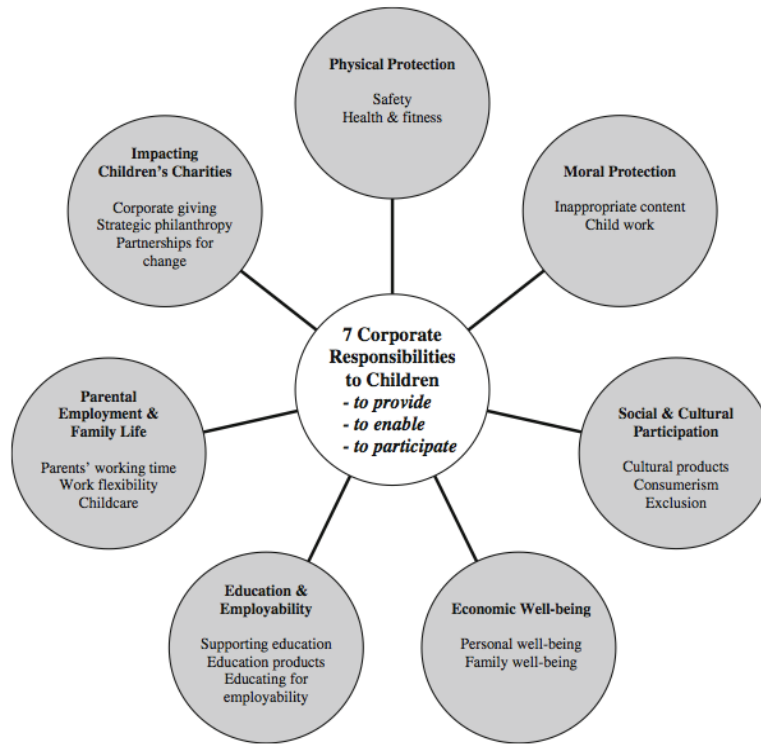 Physical Protection
Safety
Health & fitness
Impacting
Children's Charities
Corporate giving
Strategic philanthropy
Partnerships for
change
Moral Protection
Inappropriate content
Child work
7 Corporate
Responsibilities
to Children
- to provide
- to enable
- to participate
Parental
Employment &
Family Life
Parents' working time
Work flexibility
Childcare
Social & Cultural
Participation
Cultural products
Consumerism
Exclusion
Education &
Employability
Supporting education
Education products
Educating for
employability
Economic Well-being
Personal well-being
Family well-being